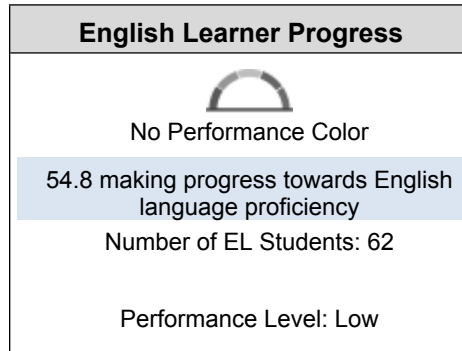 English Learner Progress
No Performance Color
54.8 making progress towards English
language proficiency
Number of EL Students: 62
Performance Level: Low